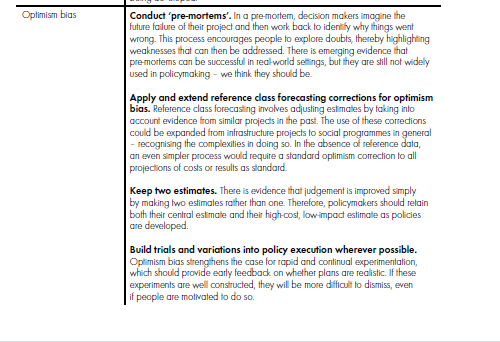 Optimism bias
Conduct ‘pre-mortems’. In a pre-mortem, decision makers imagine the
future failure of their project and then work back to identify why things went
wrong. This process encourages people to explore doubts, thereby highlighting
weaknesses that can then be addressed. There is emerging evidence that
pre-mortems can be successful in real-world settings, but they are still not widely
used in policymaking – we think they should be.
Apply and extend reference class forecasting corrections for optimism
bias. Reference class forecasting involves adjusting estimates by taking into
account evidence from similar projects in the past. The use of these corrections
could be expanded from infrastructure projects to social programmes in general
– recognising the complexities in doing so. In the absence of reference data,
an even simpler process would require a standard optimism correction to all
projections of costs or results as standard.
Keep two estimates. There is evidence that judgement is improved simply
by making two estimates rather than one. Therefore, policymakers should retain
both their central estimate and their high-cost, low-impact estimate as policies
are developed.
Build trials and variations into policy execution wherever possible.
Optimism bias strengthens the case for rapid and continual experimentation,
which should provide early feedback on whether plans are realistic. If these
experiments are well constructed, they will be more difficult to dismiss, even
if people are motivated to do so.